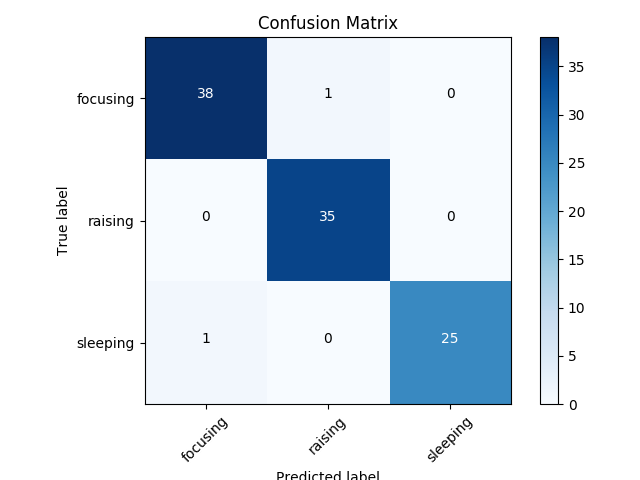 Confusion Matrix
True label
focusing 38 1 0
raising 0 35 0
sleeping 1 0 25
focusing raising sleeping
Predicted label
35
30
25
20
15
10
5
0